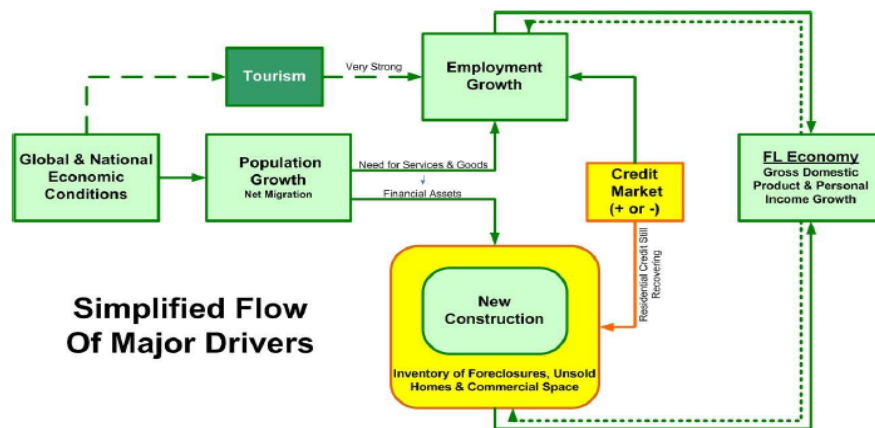 Tourism
Very Strong
Employment
Growth
Global & National
Economic
Conditions
Population
Growth
Net Migration
Need for Services & Goods
Financial Assets
Credit
Market
(+ or -)
FL Economy
Gross Domestic
Product & Personal
Income Growth
Residential Credit Still
Recovering
New
Construction
Inventory of Foreclosures, Unsold
Homes & Commercial Space
Simplified Flow
Of Major Drivers